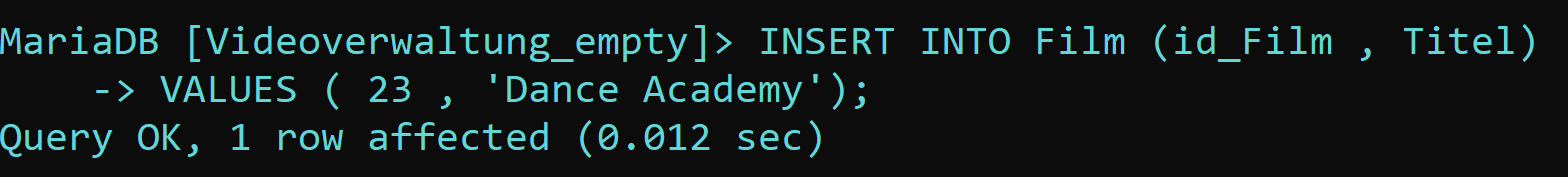 MariaDB [Videoverwaltung_empty]> INSERT INTO Film (id_Film , Titel)
    -> VALUES ( 23 , 'Dance Academy');
Query OK, 1 row affected (0.012 sec)